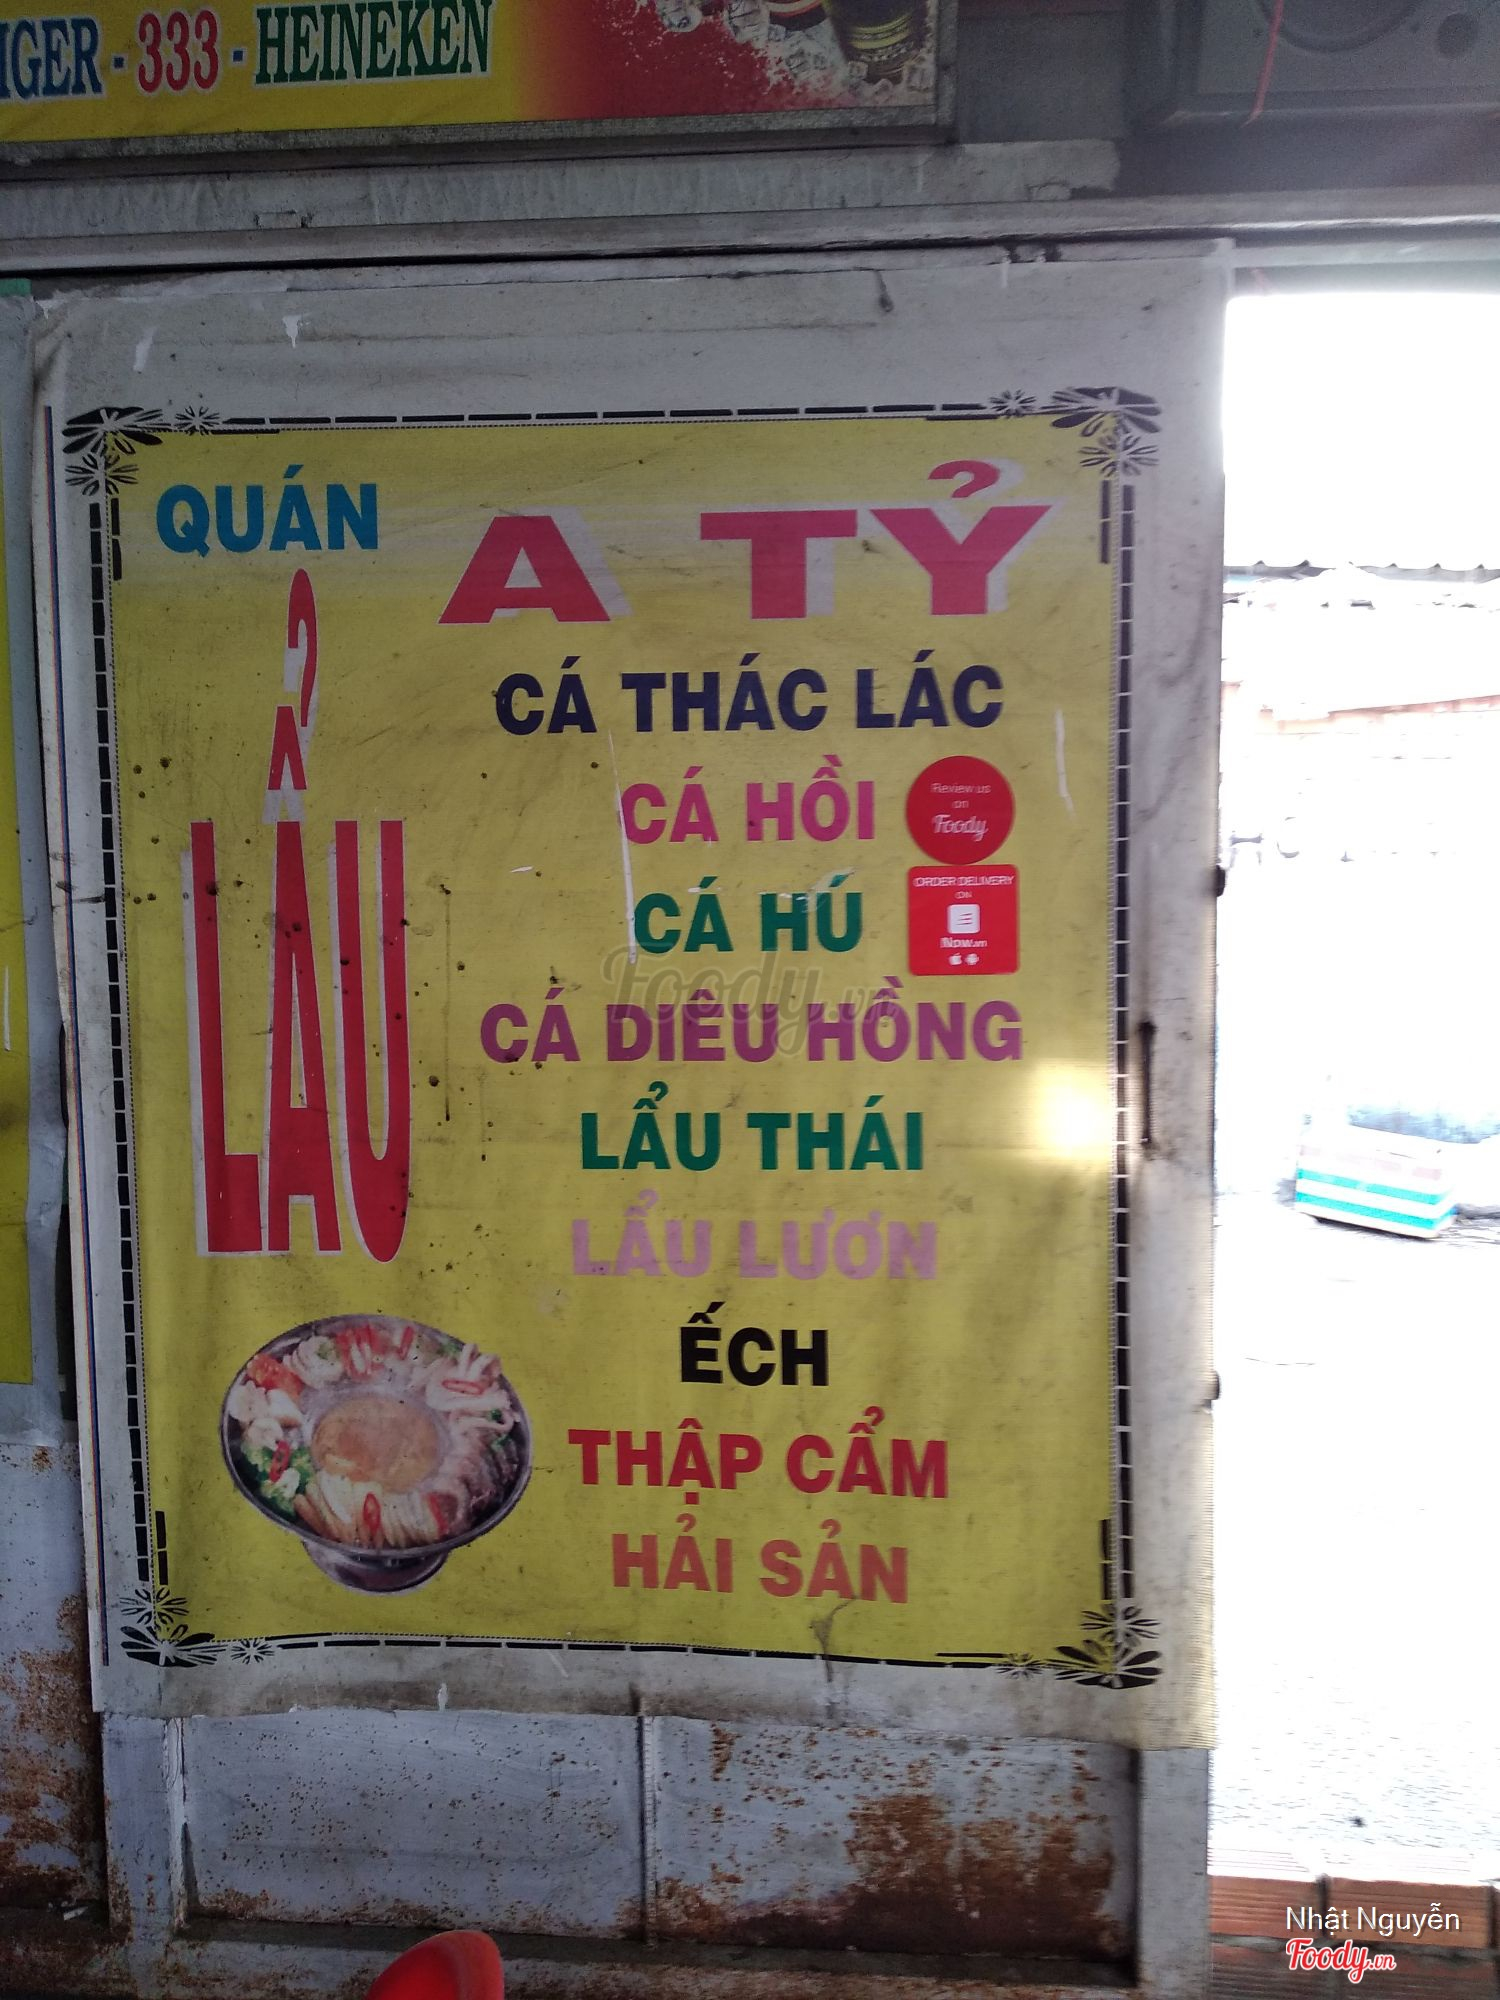 IGER - 333 - HEINEKEN
QUÁN
A TỶ
LẨU
CÁ THÁC LÁC
CÁ HỒI
Review us
on
Foody
CÁ HÚ
ORDER DELIVERY
ON
Now.vn
Foody.vn
CÁ DIÊU HỒNG
LẨU THÁI
LẨU LƯƠN
ẾCH
THẬP CẨM
HẢI SẢN
Nhật Nguyễn
Foody.vn